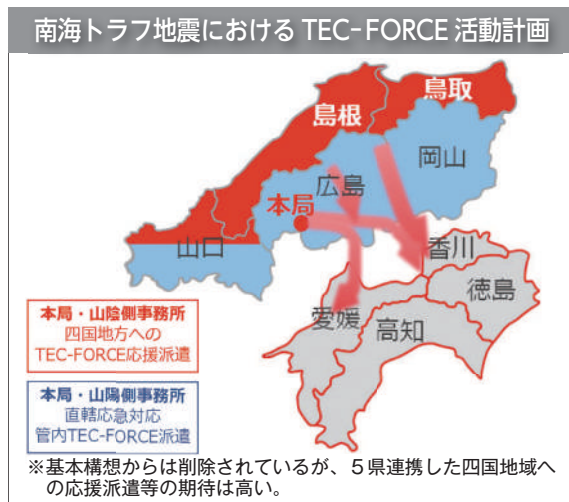 南海トラフ地震における TEC-FORCE 活動計画
鳥取
島根
岡山
広島
本局
山口
香川
徳島
愛媛
高知
本局・山陰側事務所
四国地方への
TEC-FORCE応援派遣
本局・山陽側事務所
直轄応急対応
管内TEC-FORCE派遣
※基本構想からは削除されているが、５県連携した四国地域へ
の応援派遣等の期待は高い。